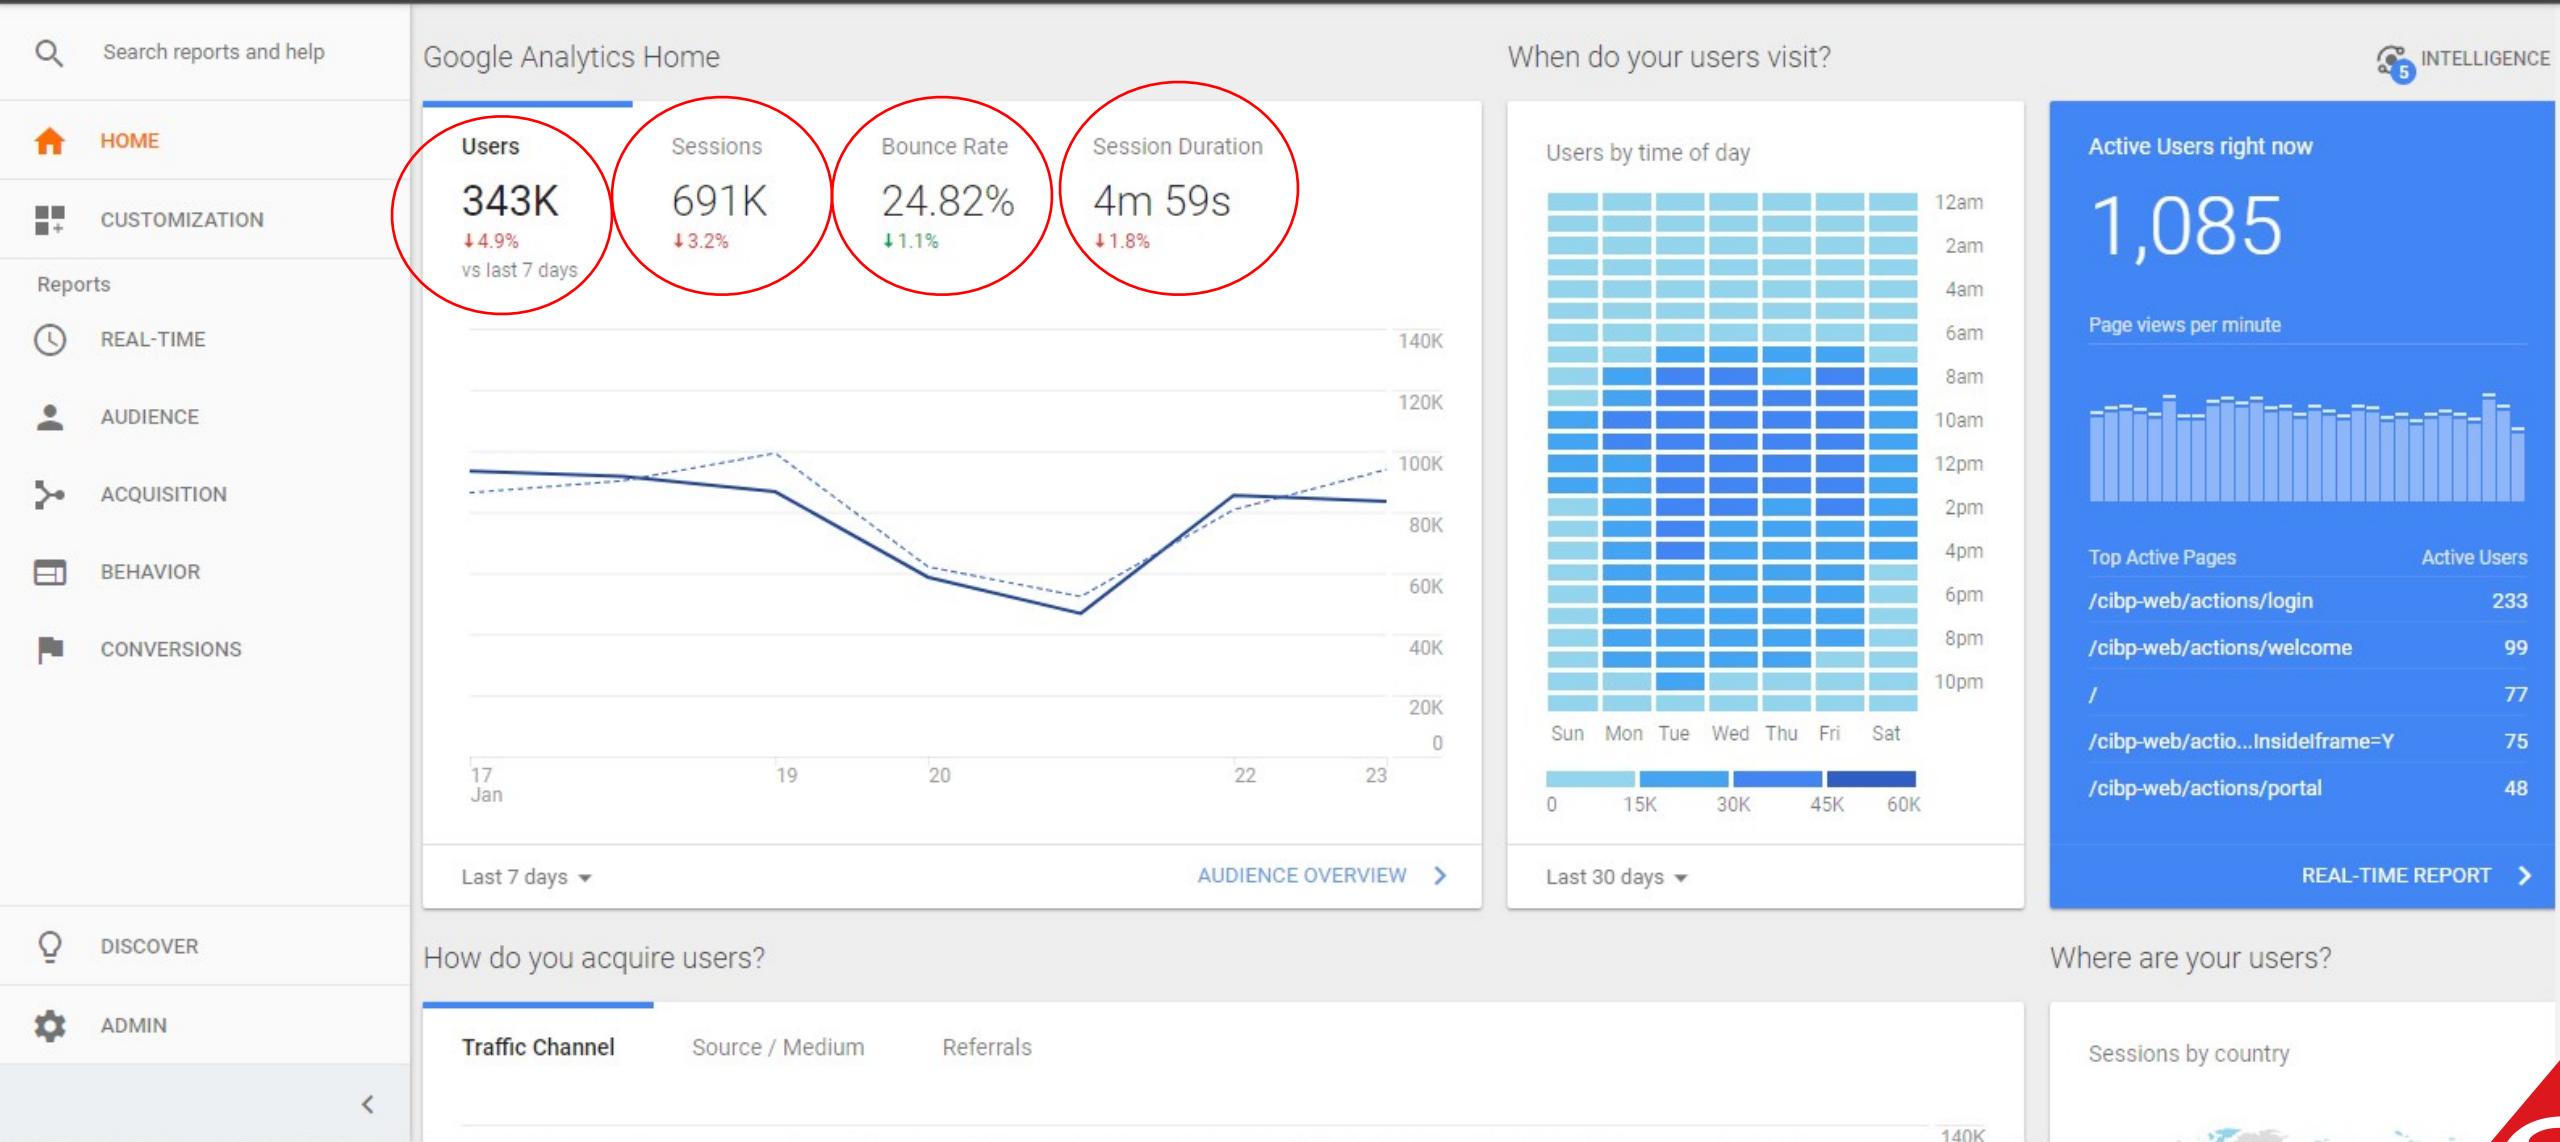 Search reports and help
HOME
CUSTOMIZATION
Reports
REAL-TIME
AUDIENCE
ACQUISITION
BEHAVIOR
CONVERSIONS
DISCOVER
ADMIN
Google Analytics Home
Users
343K
↓4.9%
vs last 7 days
Sessions
691K
↓3.2%
Bounce Rate
24.82%
↓1.1%
Session Duration
4m 59s
↓1.8%
140K
120K
100K
80K
60K
40K
20K
0
17 19 20 22 23
Jan
Last 7 days
AUDIENCE OVERVIEW
When do your users visit?
Users by time of day
12am
2am
4am
6am
8am
10am
12pm
2pm
4pm
6pm
8pm
10pm
Sun Mon Tue Wed Thu Fri Sat
0 15K 30K 45K 60K
Last 30 days
5 INTELLIGENCE
Active Users right now
1,085
Page views per minute
Top Active Pages Active Users
/cibp-web/actions/login 233
/cibp-web/actions/welcome 99
/ 77
/cibp-web/actio...InsideIframe=Y 75
/cibp-web/actions/portal 48
REAL-TIME REPORT
How do you acquire users?
Traffic Channel Source / Medium Referrals
140K
Where are your users?
Sessions by country